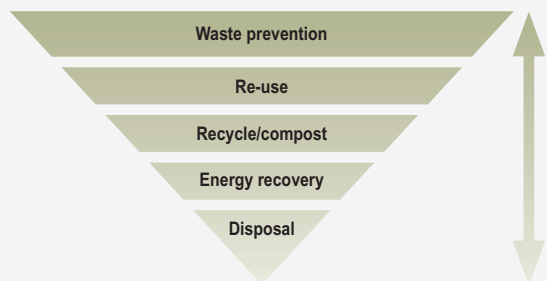 Waste prevention
Re-use
Recycle/compost
Energy recovery
Disposal